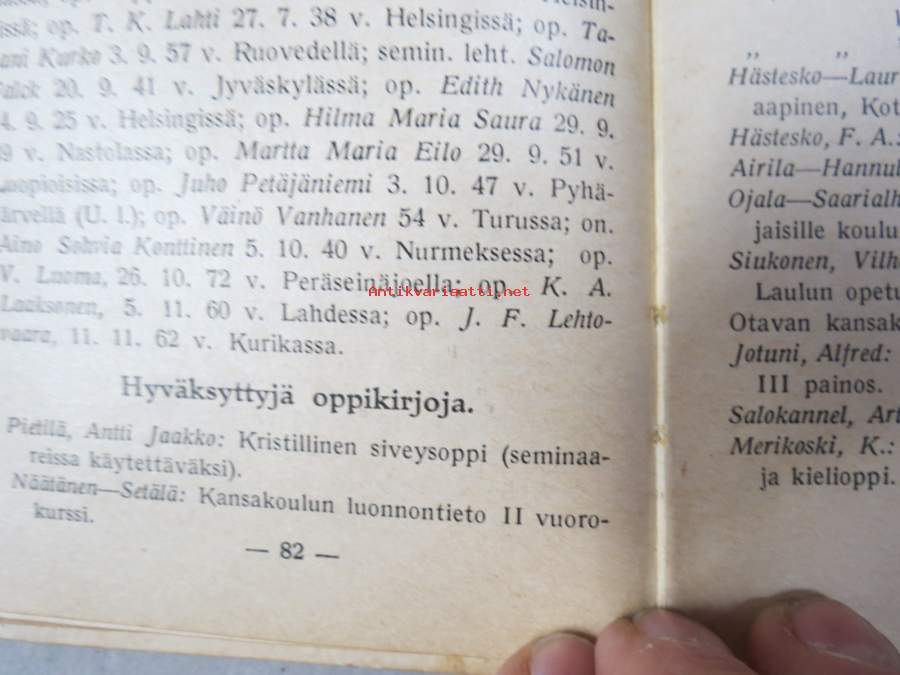 issä; op. T. K. Lahti 27. 7. 38 v. Helsingissä; op. Ta-
Kurko 3. 9. 57 v. Ruovedellä; semin. leht. Salomon
20. 9. 41 v. Jyväskylässä; op. Edith Nykänen
4. 9. 25 v. Helsingissä; op. Hilma Maria Saura 29. 9.
v. Nastolassa; op. Martta Maria Eilo 29. 9. 51 v.
op. Juho Petäjäniemi 3. 10. 47 v. Pyhä-
ärvellä (U. l.); op. Väinö Vanhanen 54 v. Turussa; on.
Aino Sohvia Konttinen 5. 10. 40 v. Nurmeksessa; op.
V. Luoma, 26. 10. 72 v. Peräseinäjoella; op. K. A.
Laaksonen, 5. 11. 60 v. Lahdessa; op. J. F. Lehto-
vaara, 11. 11. 62 v. Kurikassa.
Hyväksyttyjä oppikirjoja.
Pietilä, Antti Jaakko: Kristillinen siveysoppi (seminaa-
reissa käytettäväksi).
Näätänen—Setälä: Kansakoulun luonnontieto II vuoro-
kurssi.
— 82 —
„ „
Hästesko—Laur
aapinen, Kot
Hästesko, F. A.:
Airila—Hannul
Ojala—Saarialh
jaisille koulu
Siukonen, Vilh
Laulun opetu
Otavan kansak
Jotuni, Alfred:
III painos.
Salokannel, Art
Merikoski, K.:
ja kielioppi.
Antikvariaatti.net